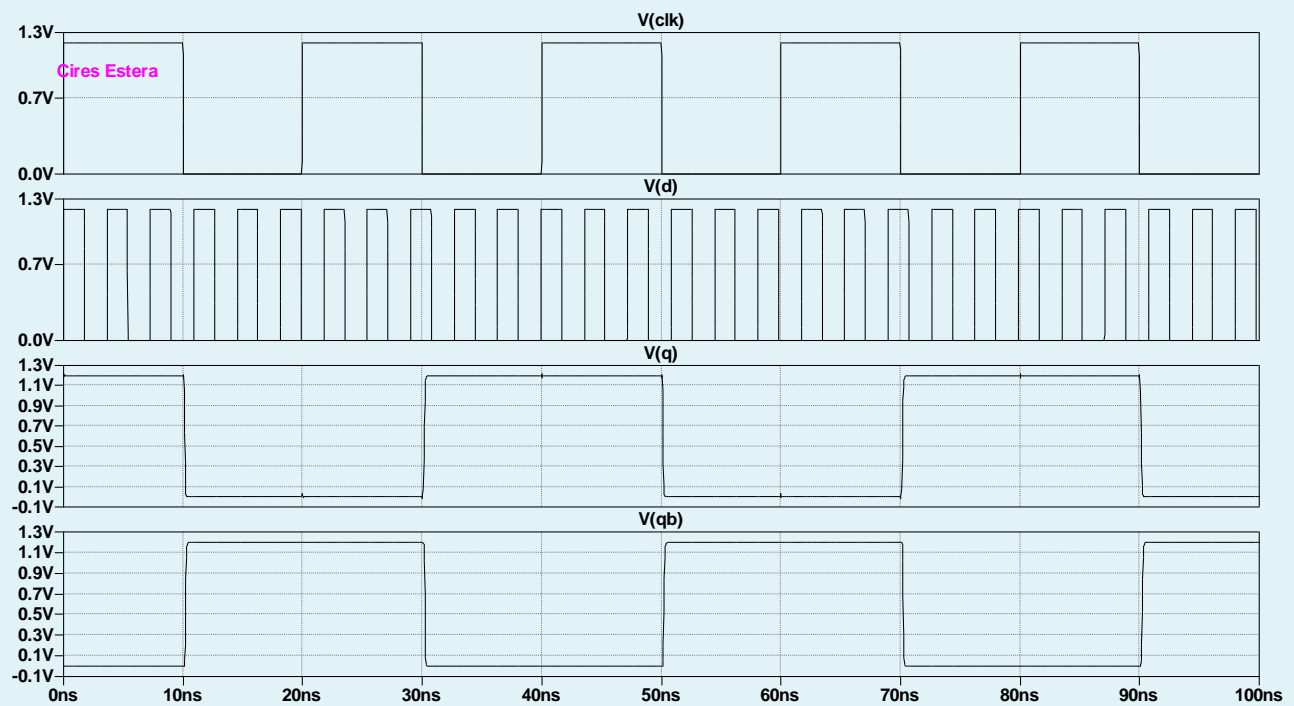 V(clk)
1.3V
Cires Estera
0.7V
0.0V
V(d)
1.3V
0.7V
0.0V
V(q)
1.3V
1.1V
0.9V
0.7V
0.5V
0.3V
0.1V
-0.1V
V(qb)
1.3V
1.1V
0.9V
0.7V
0.5V
0.3V
0.1V
-0.1V
0ns 10ns 20ns 30ns 40ns 50ns 60ns 70ns 80ns 90ns 100ns